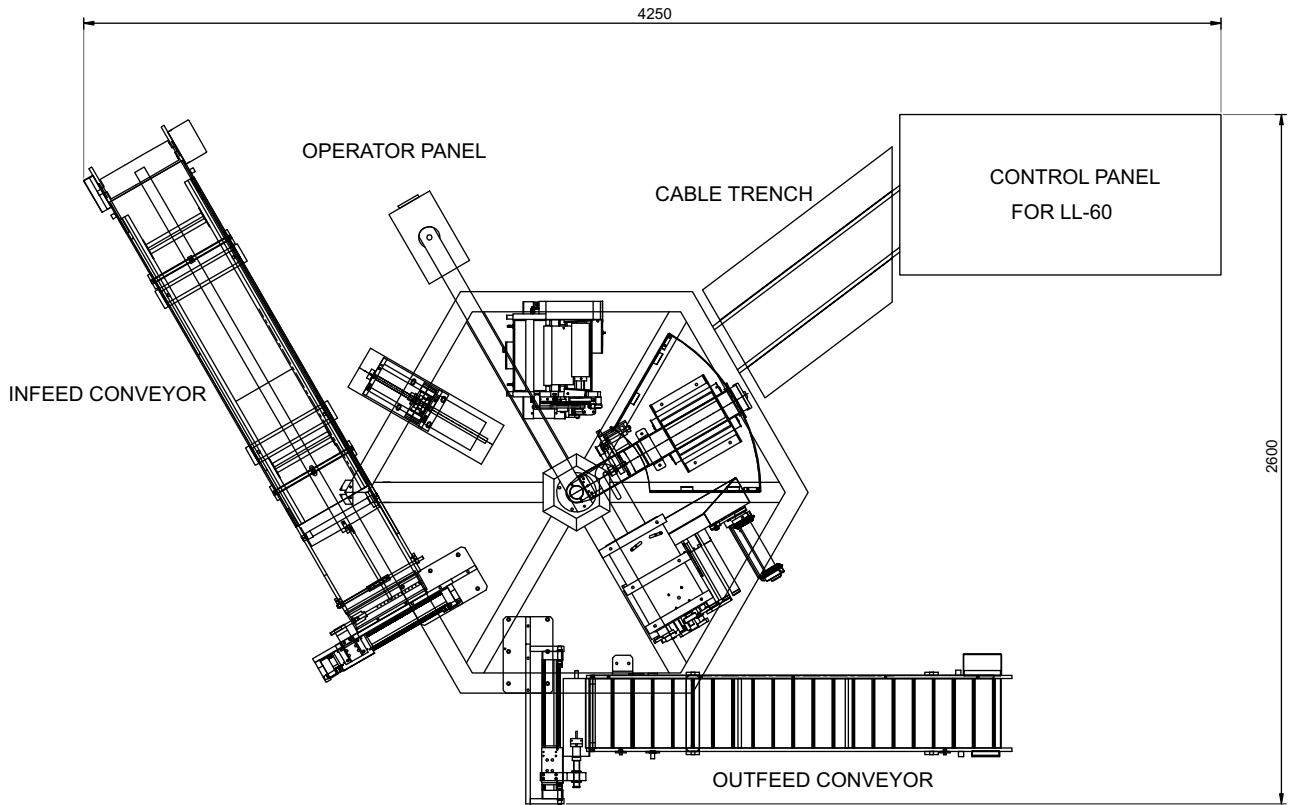 4250
OPERATOR PANEL
CABLE TRENCH
CONTROL PANEL
FOR LL-60
INFEED CONVEYOR
2600
OUTFEED CONVEYOR